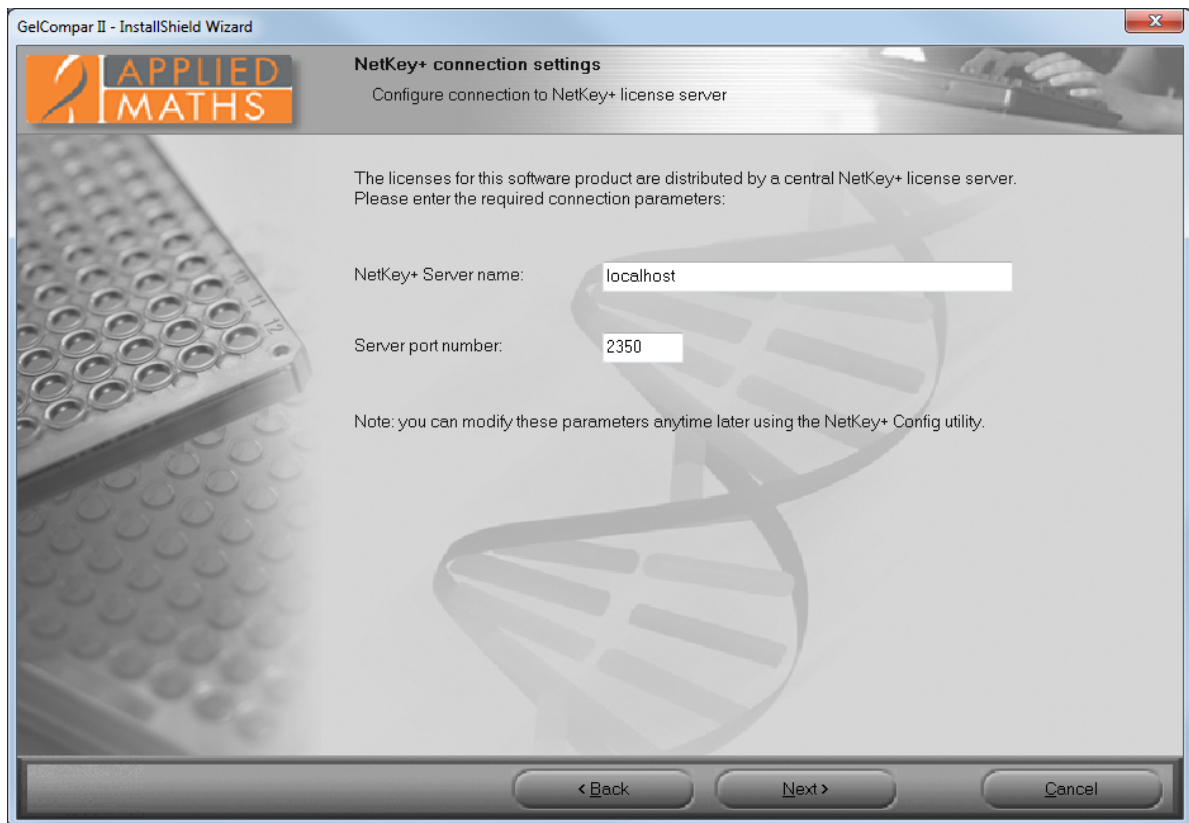 GelCompar II - InstallShield Wizard
APPLIED
MATHS
NetKey+ connection settings
Configure connection to NetKey+ license server
The licenses for this software product are distributed by a central NetKey+ license server.
Please enter the required connection parameters:
NetKey+ Server name: localhost
Server port number: 2350
Note: you can modify these parameters anytime later using the NetKey+ Config utility.
10
11
12
< Back Next > Cancel